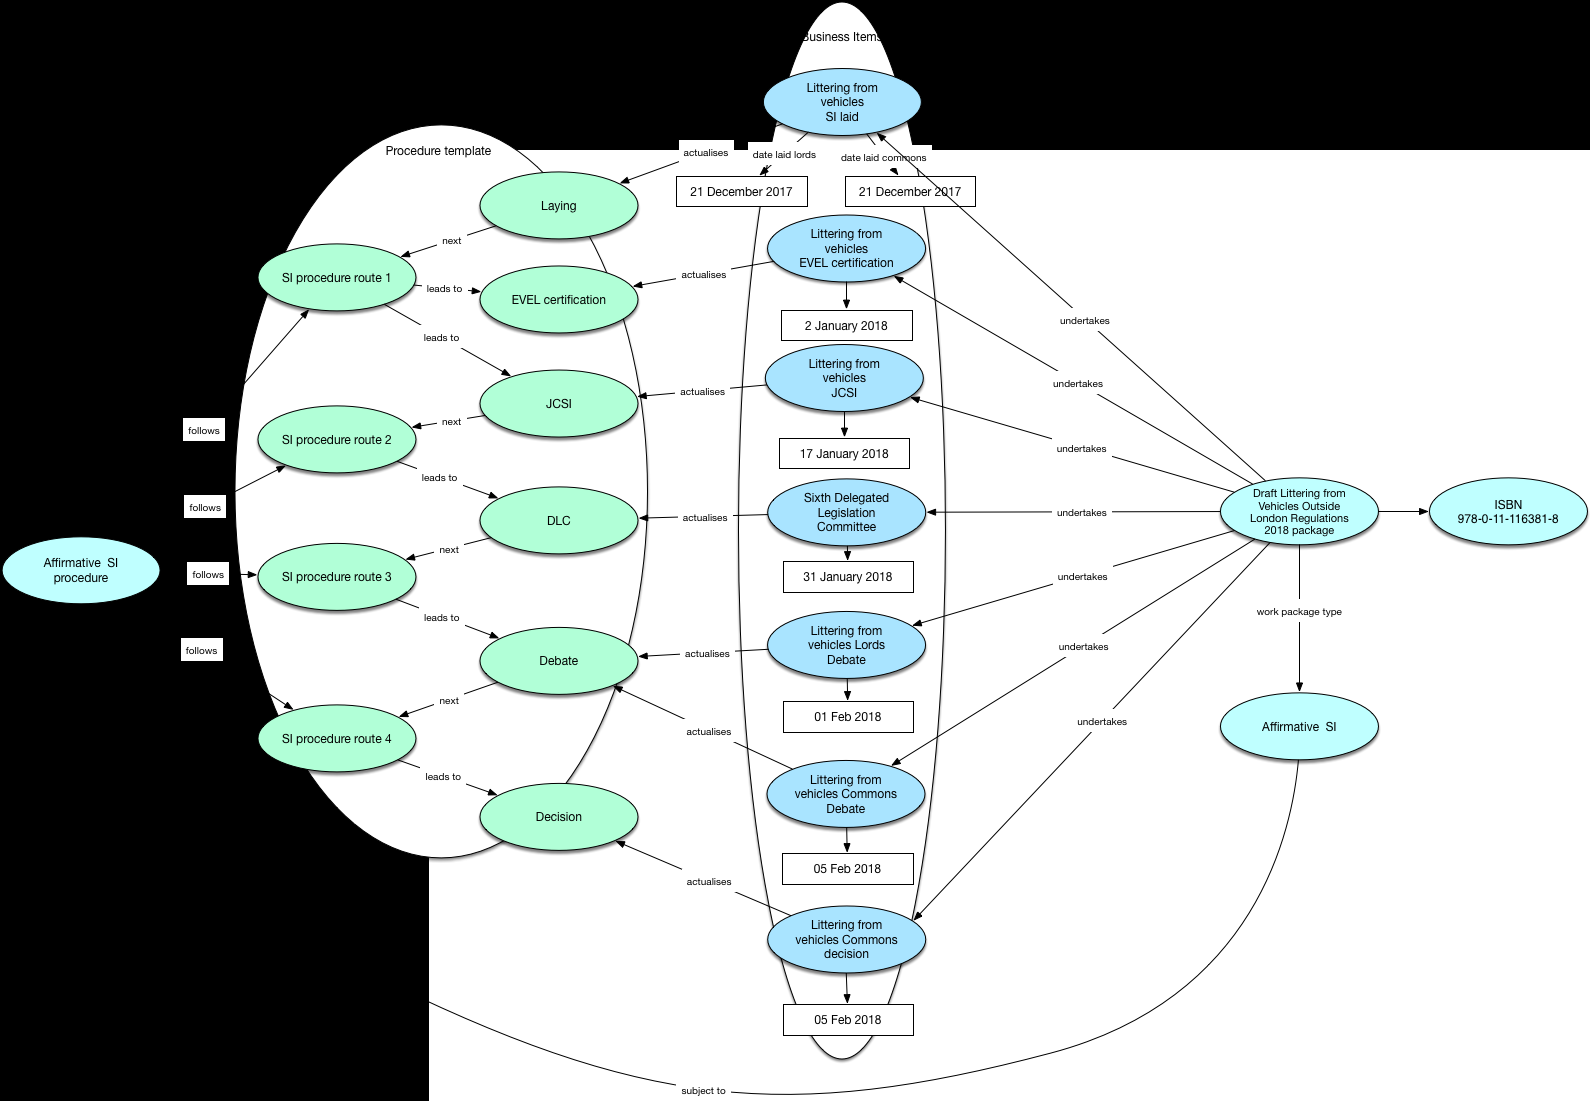 Business Items
Littering from
vehicles
SI laid
Procedure template
actualises
date laid lords
date laid commons
21 December 2017
21 December 2017
Laying
next
Littering from
vehicles
EVEL certification
SI procedure route 1
actualises
leads to
EVEL certification
2 January 2018
undertakes
leads to
Littering from
vehicles
JCSI
undertakes
actualises
JCSI
next
follows
SI procedure route 2
17 January 2018
undertakes
leads to
Sixth Delegated
Legislation
Committee
Draft Littering from
Vehicles Outside
London Regulations
2018 package
ISBN
978-0-11-116381-8
follows
DLC
actualises
undertakes
next
Affirmative  SI
procedure
follows
SI procedure route 3
31 January 2018
undertakes
work package type
leads to
Littering from
vehicles Lords
Debate
follows
Debate
actualises
undertakes
next
01 Feb 2018
undertakes
Affirmative  SI
SI procedure route 4
actualises
leads to
Littering from
vehicles Commons
Debate
Decision
05 Feb 2018
actualises
Littering from
vehicles Commons
decision
05 Feb 2018
subject to